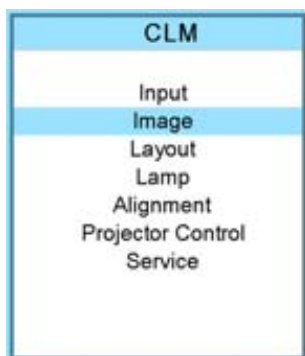 CLM
Input
Image
Layout
Lamp
Alignment
Projector Control
Service